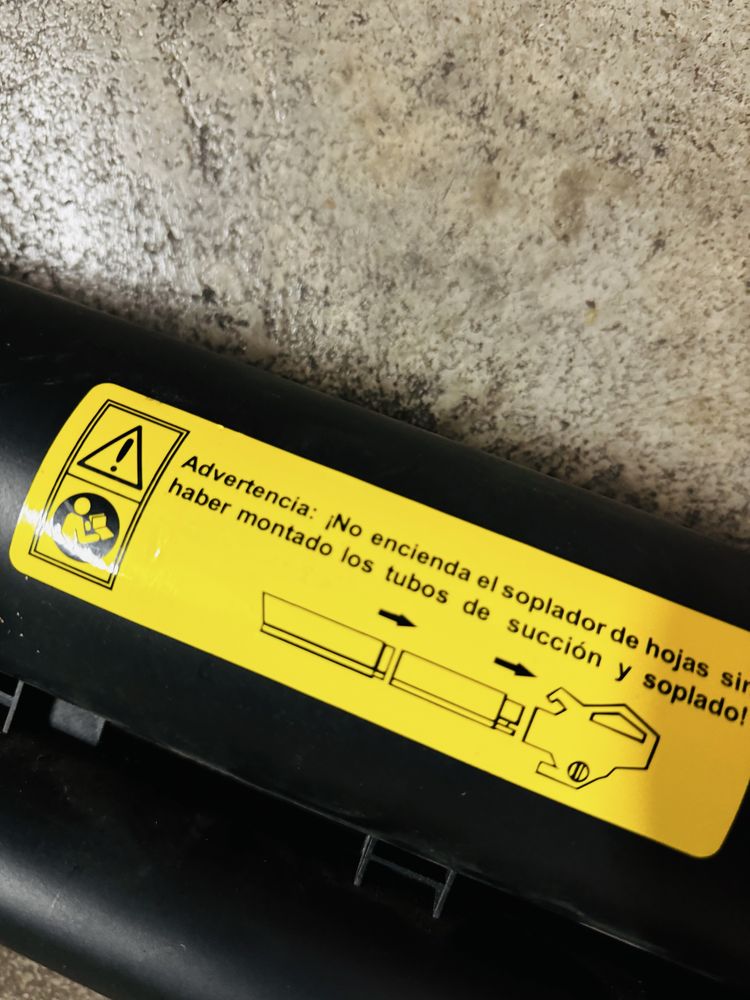 Advertencia: ¡No encienda el soplador de hojas sin
haber montado los tubos de succión y soplado!